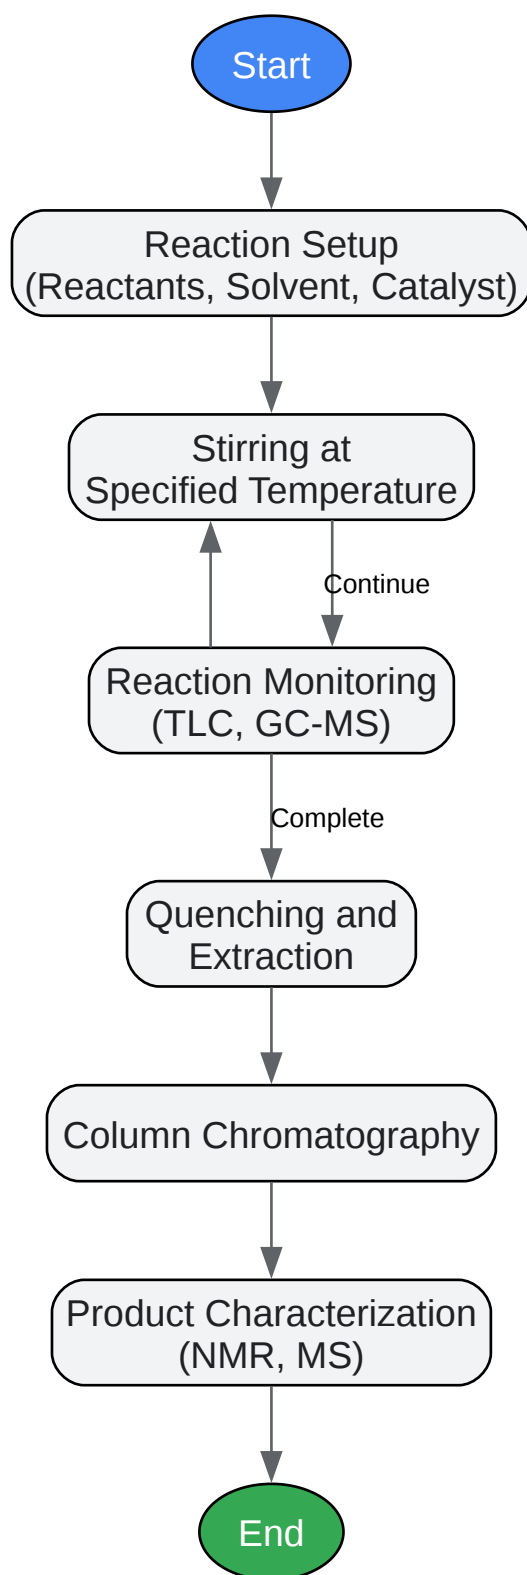 Start
Reaction Setup
(Reactants, Solvent, Catalyst)
Stirring at
Specified Temperature
Continue
Reaction Monitoring
(TLC, GC-MS)
Complete
Quenching and
Extraction
Column Chromatography
Product Characterization
(NMR, MS)
End